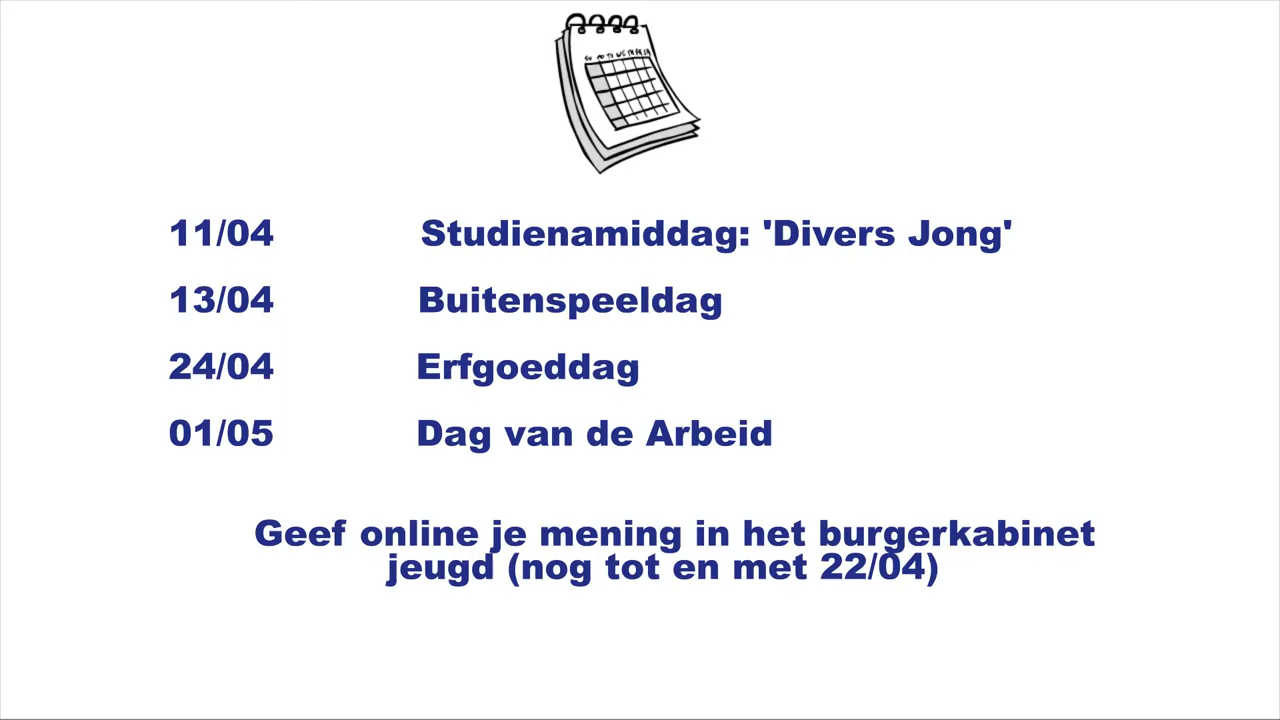 11/04 Studienamiddag: 'Divers Jong'
13/04 Buitenspeeldag
24/04 Erfgoeddag
01/05 Dag van de Arbeid
Geef online je mening in het burgerkabinet
jeugd (nog tot en met 22/04)